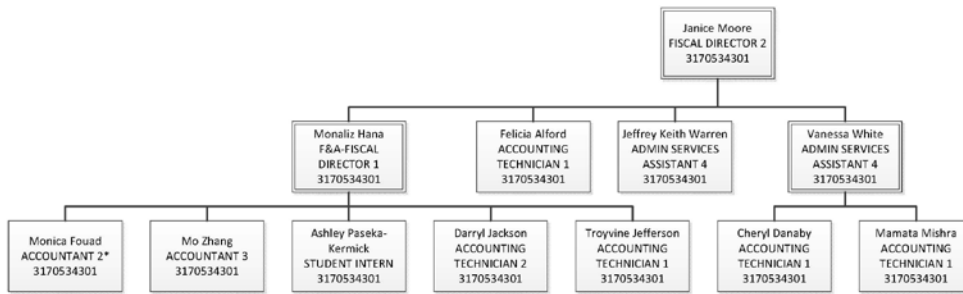 Janice Moore
FISCAL DIRECTOR 2
3170534301
Monaliz Hana
F&A-FISCAL
DIRECTOR 1
3170534301
Felicia Alford
ACCOUNTING
TECHNICIAN 1
3170534301
Jeffrey Keith Warren
ADMIN SERVICES
ASSISTANT 4
3170534301
Vanessa White
ADMIN SERVICES
ASSISTANT 4
3170534301
Monica Fouad
ACCOUNTANT 2*
3170534301
Mo Zhang
ACCOUNTANT 3
3170534301
Ashley Paseka-
Kermick
STUDENT INTERN
3170534301
Darryl Jackson
ACCOUNTING
TECHNICIAN 2
3170534301
Troyvine Jefferson
ACCOUNTING
TECHNICIAN 1
3170534301
Cheryl Danaby
ACCOUNTING
TECHNICIAN 1
3170534301
Mamata Mishra
ACCOUNTING
TECHNICIAN 1
3170534301